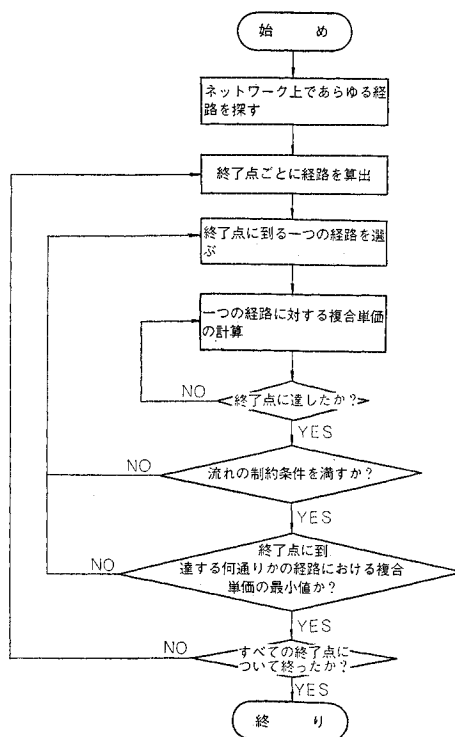 始 め
ネットワーク上であらゆる経
路を探す
終了点ごとに経路を算出
終了点に到る一つの経路を選
ぶ
一つの経路に対する複合単価
の計算
NO
終了点に達したか?
YES
NO
流れの制約条件を満すか?
YES
終了点に到
達する何通りかの経路における複合
単価の最小値か?
NO
YES
NO
すべての終了点に
ついて終ったか?
YES
終 り